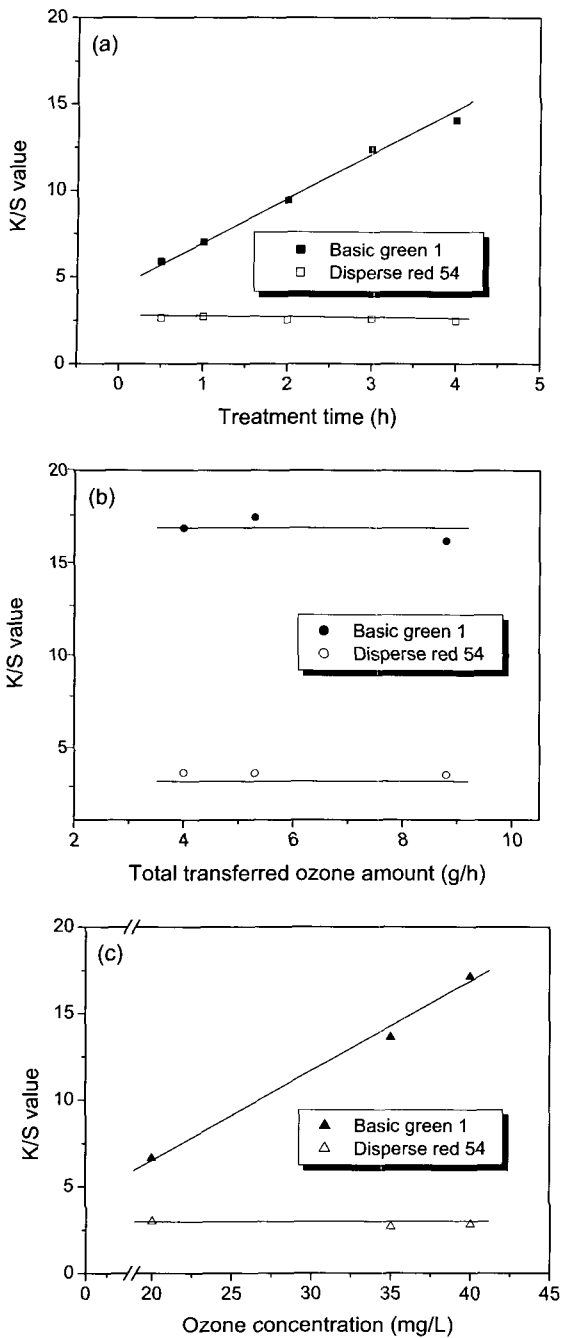 (a)
K/S value
20
15
10
5
0
Basic green 1
Disperse red 54
0 1 2 3 4 5
Treatment time (h)
(b)
K/S value
20
15
10
5
Basic green 1
Disperse red 54
2 4 6 8 10
Total transferred ozone amount (g/h)
(c)
K/S value
20
15
10
5
0
Basic green 1
Disperse red 54
0 20 25 30 35 40 45
Ozone concentration (mg/L)